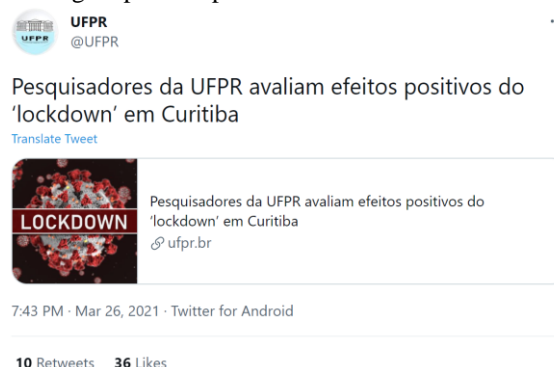 UFPR
@UFPR
UFPR
Pesquisadores da UFPR avaliam efeitos positivos do
'lockdown' em Curitiba
Translate Tweet
LOCKDOWN
Pesquisadores da UFPR avaliam efeitos positivos do
'lockdown' em Curitiba
ufpr.br
7:43 PM · Mar 26, 2021 · Twitter for Android
10 Retweets 36 Likes